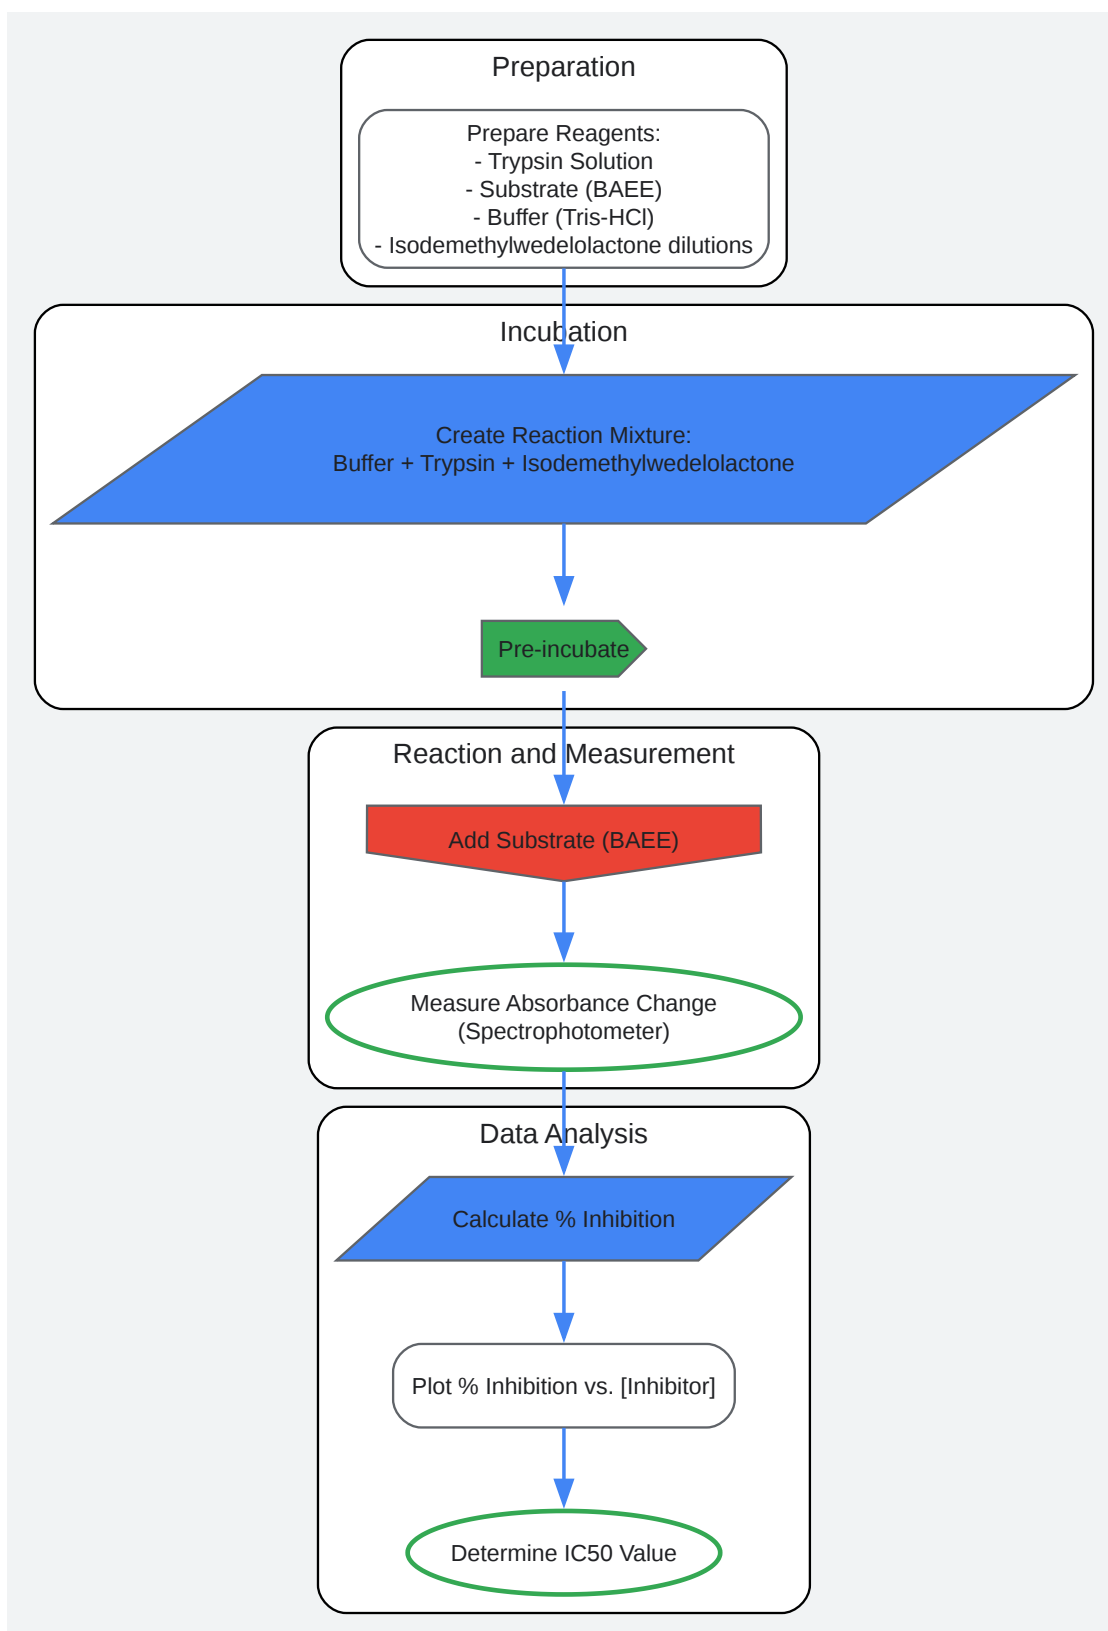 Preparation
Prepare Reagents:
- Trypsin Solution
- Substrate (BAEE)
- Buffer (Tris-HCl)
- Isodemethylwedelolactone dilutions
Incubation
Create Reaction Mixture:
Buffer + Trypsin + Isodemethylwedelolactone
Pre-incubate
Reaction and Measurement
Add Substrate (BAEE)
Measure Absorbance Change
(Spectrophotometer)
Data Analysis
Calculate % Inhibition
Plot % Inhibition vs. [Inhibitor]
Determine IC50 Value